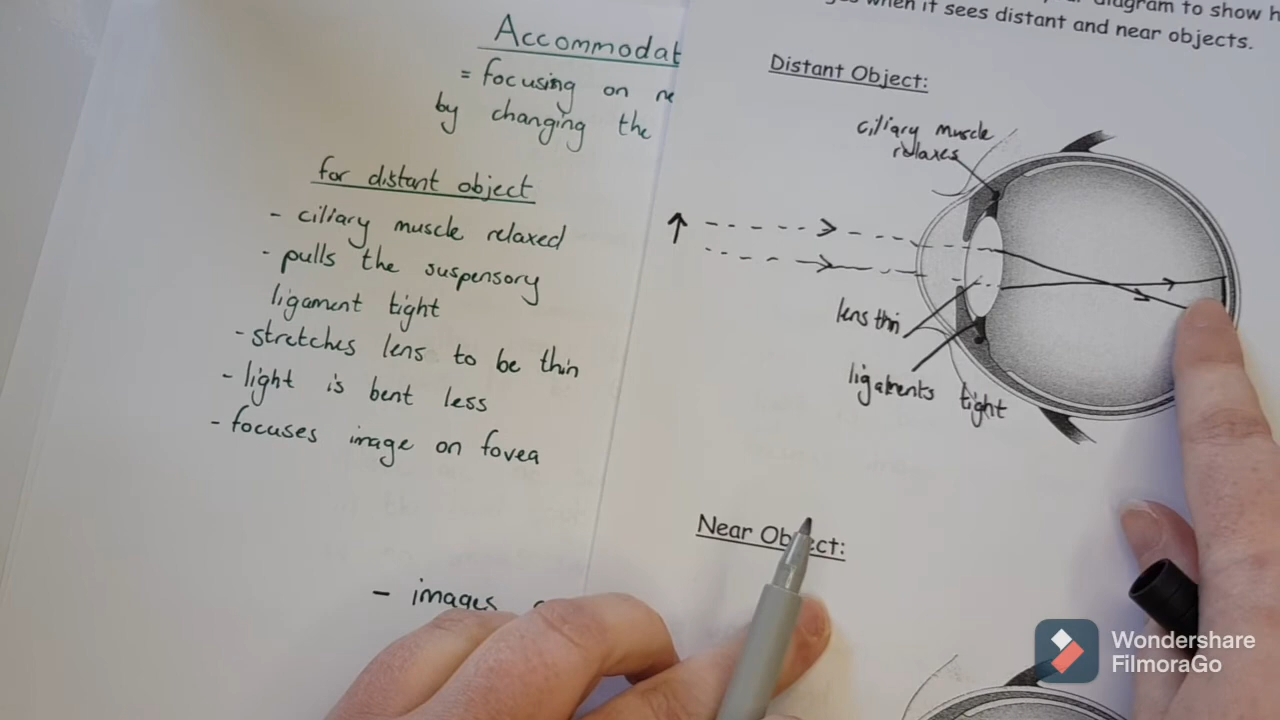 Accommodat
= focusing on ne
by changing the
for distant object
- ciliary muscle relaxed
- pulls the suspensory
ligament tight
- stretches lens to be thin
- light is bent less
- focuses image on fovea
- images
diagram to show h
when it sees distant and near objects.
Distant Object:
ciliary muscle
relaxes
lens thin
ligaments tight
Near Object:
Wondershare
FilmoraGo